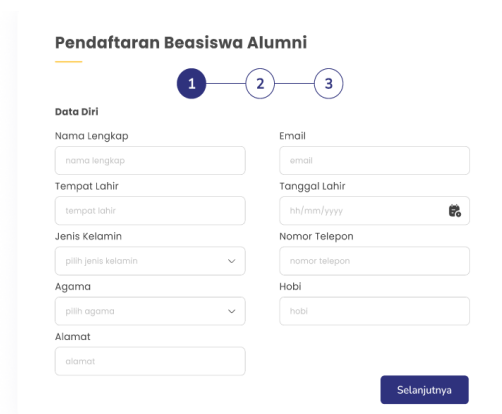 Pendaftaran Beasiswa Alumni
1 2 3
Data Diri
Nama Lengkap Email
nama lengkap email
Tempat Lahir Tanggal Lahir
tempat lahir hh/mm/yyyy
Jenis Kelamin Nomor Telepon
pilih jenis kelamin nomor telepon
Agama Hobi
pilih agama hobi
Alamat
alamat
Selanjutnya